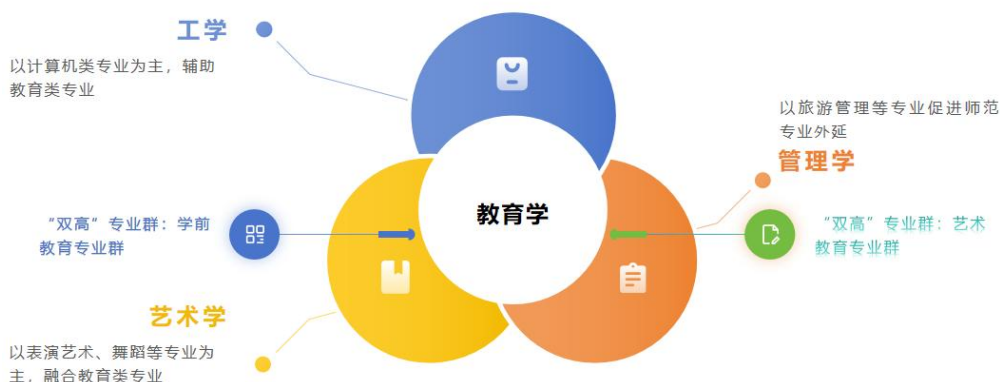 工学
以计算机类专业为主，辅助
教育类专业
以旅游管理等专业促进师范
专业外延
管理学
教育学
“双高”专业群：学前
教育专业群
“双高”专业群：艺术
教育专业群
艺术学
以表演艺术、舞蹈等专业为
主，融合教育类专业